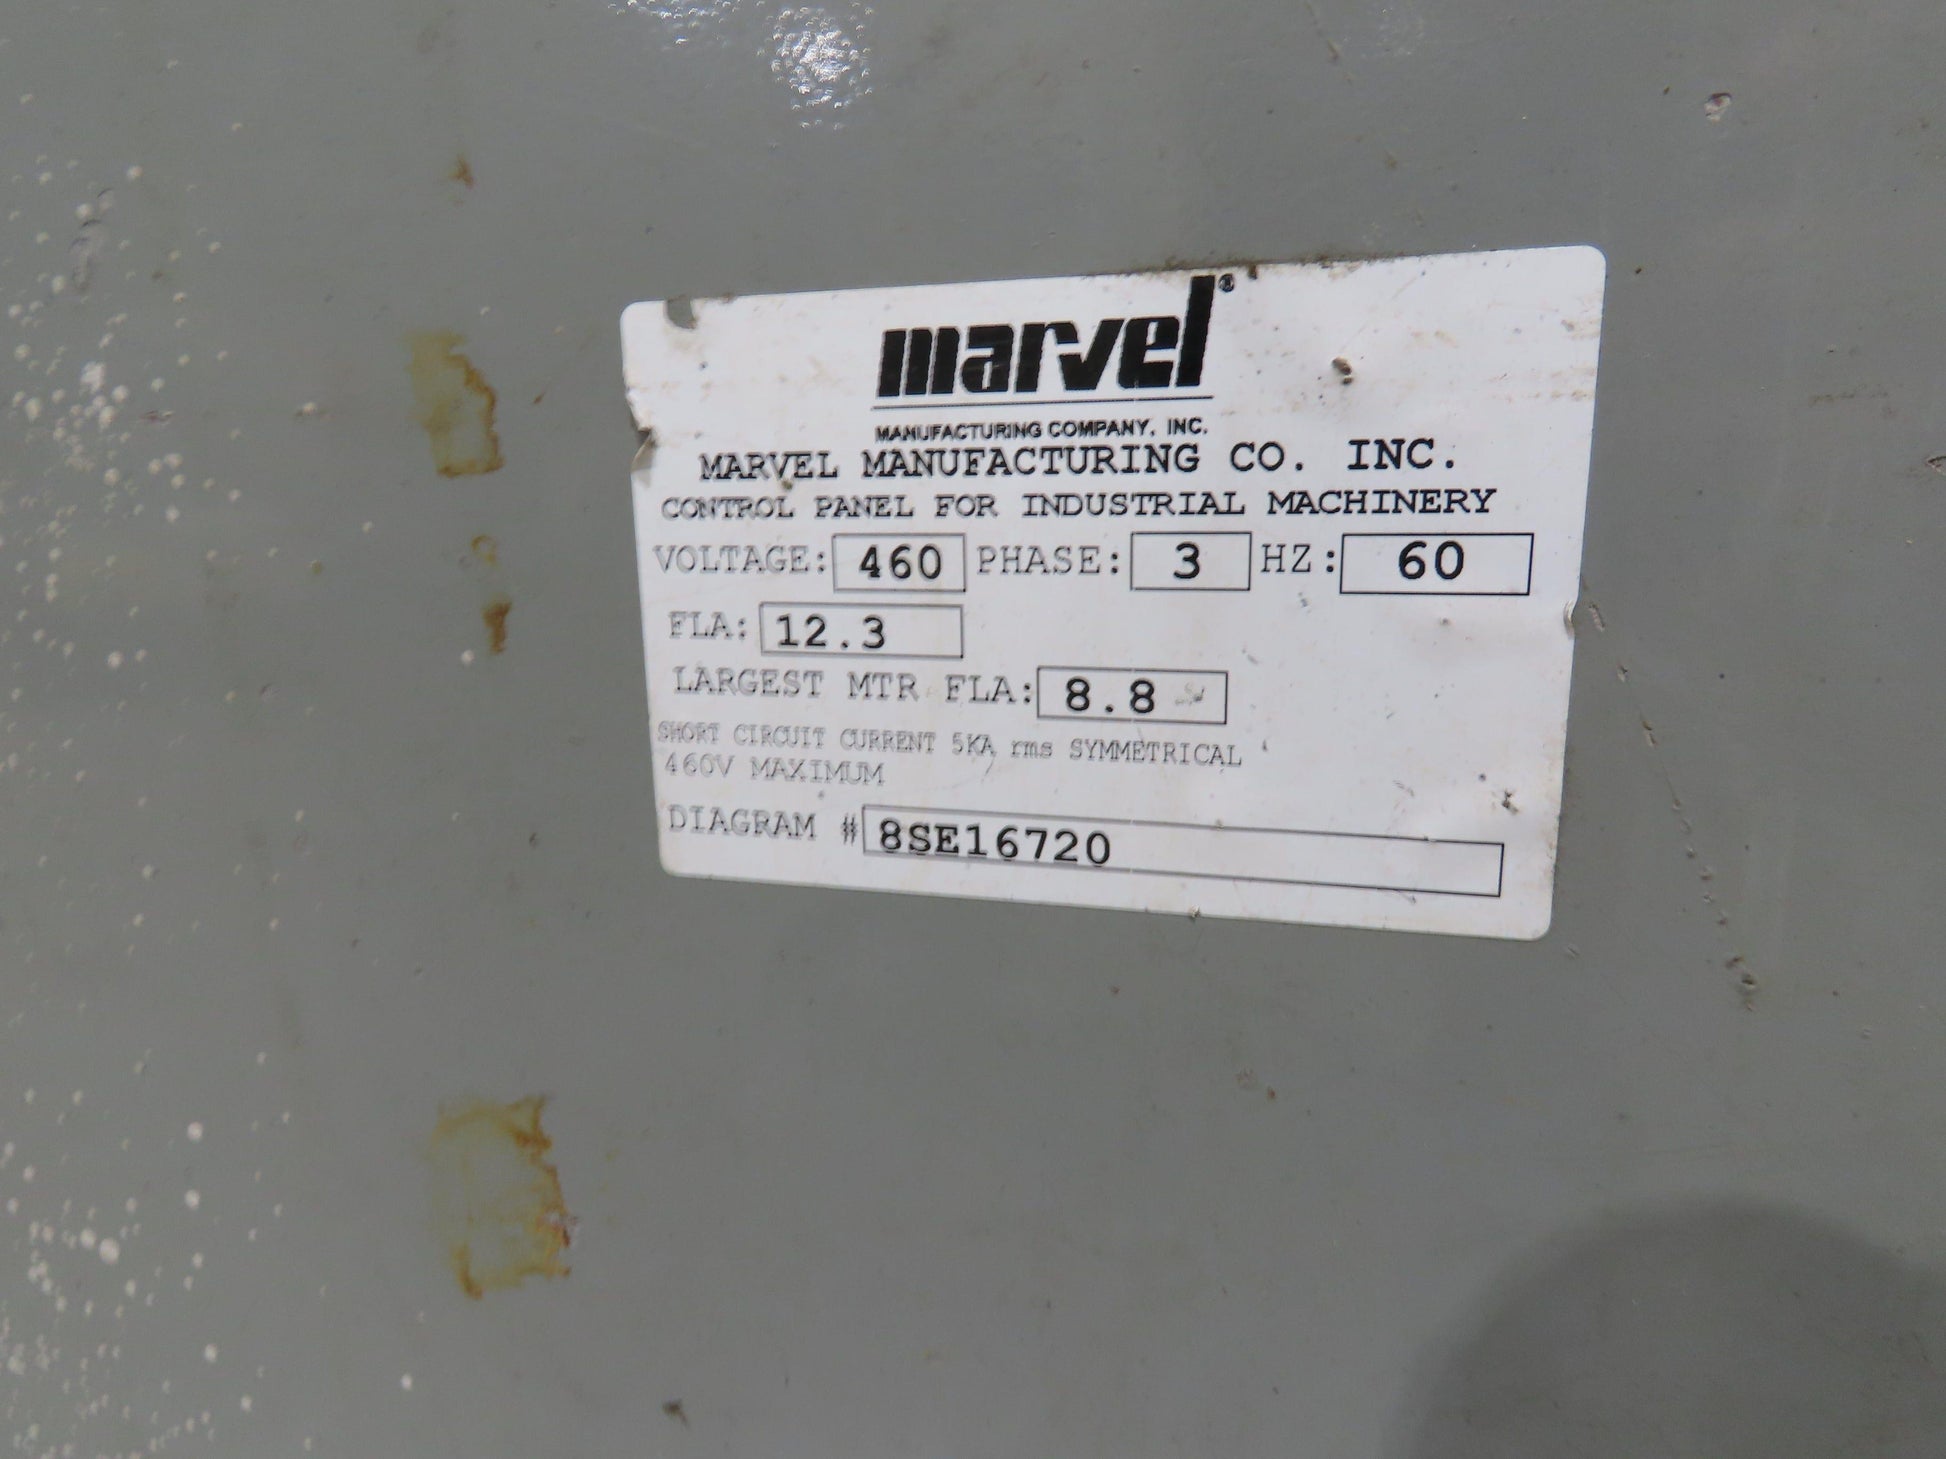 marvel®
MANUFACTURING COMPANY, INC.
MARVEL MANUFACTURING CO. INC.
CONTROL PANEL FOR INDUSTRIAL MACHINERY
VOLTAGE: 460 PHASE: 3 HZ: 60
FLA: 12.3
LARGEST MTR FLA: 8.8
SHORT CIRCUIT CURRENT 5KA rms SYMMETRICAL
460V MAXIMUM
DIAGRAM # 8SE16720